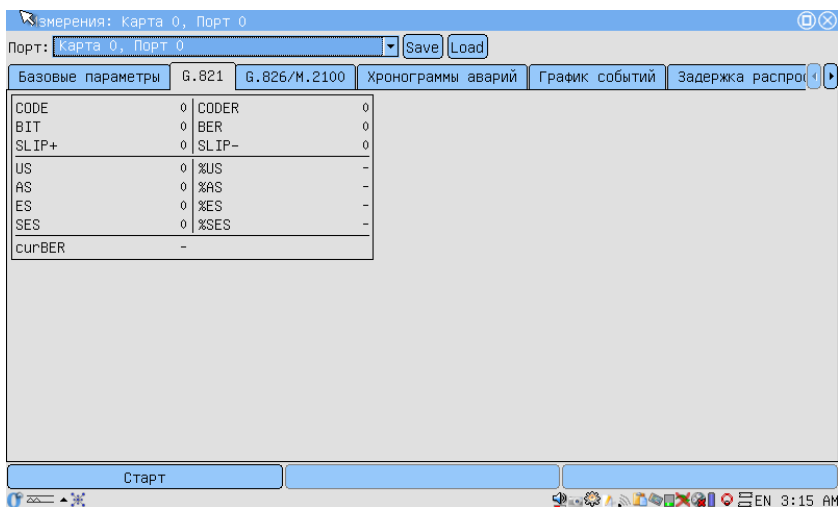 Измерения: Карта 0, Порт 0
Порт: Карта 0, Порт 0 Save Load
Базовые параметры G.821 G.826/M.2100 Хронограммы аварий График событий Задержка распро
CODE 0 CODER 0
BIT 0 BER 0
SLIP+ 0 SLIP- 0
US 0 %US -
AS 0 %AS -
ES 0 %ES -
SES 0 %SES -
curBER -
Старт
EN 3:15 AM